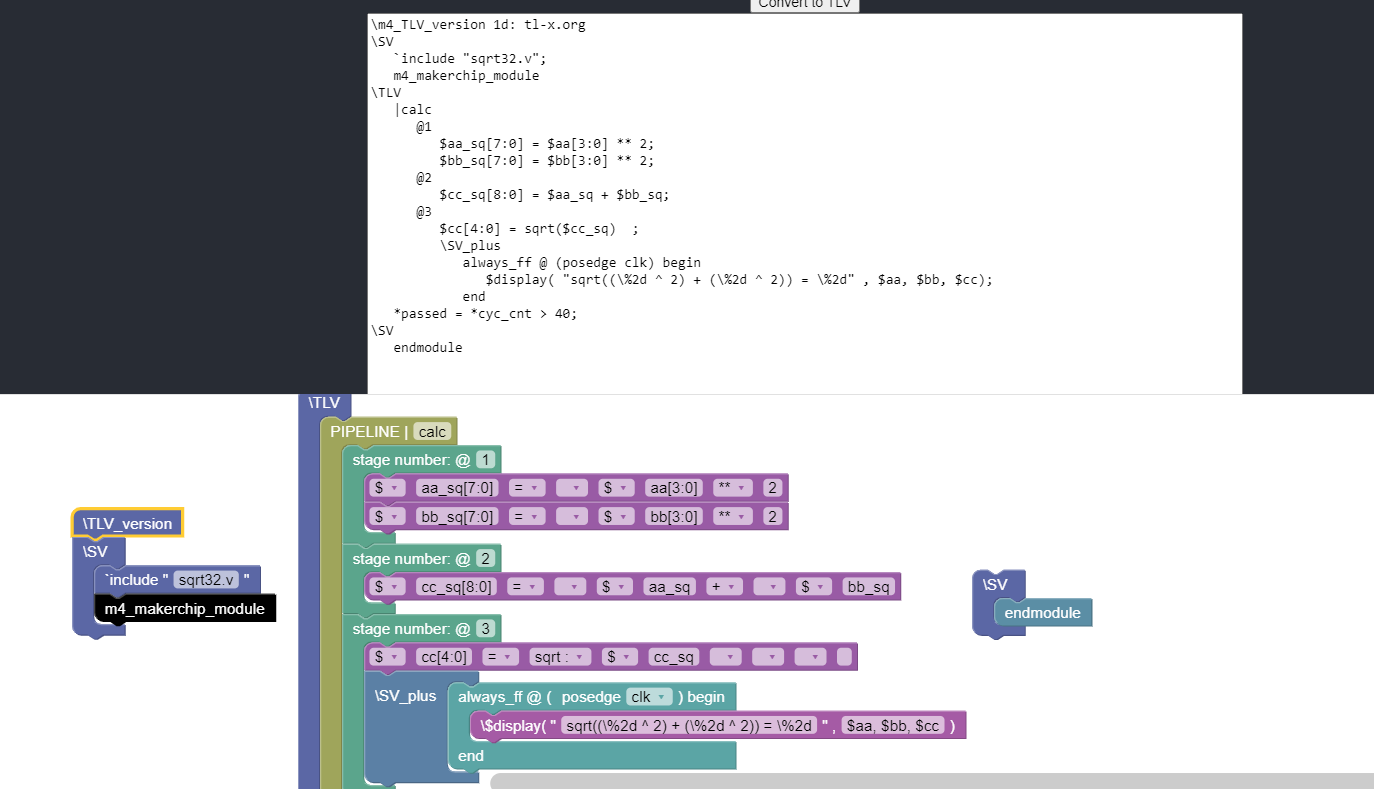 Convert to TLV
\m4_TLV_version 1d: tl-x.org
\SV
`include "sqrt32.v";
m4_makerchip_module
\TLV
|calc
@1
$aa_sq[7:0] = $aa[3:0] ** 2;
$bb_sq[7:0] = $bb[3:0] ** 2;
@2
$cc_sq[8:0] = $aa_sq + $bb_sq;
@3
$cc[4:0] = sqrt($cc_sq)  ;
\SV_plus
always_ff @ (posedge clk) begin
$display( "sqrt((\%2d ^ 2) + (\%2d ^ 2)) = \%2d" , $aa, $bb, $cc);
end
*passed = *cyc_cnt > 40;
\SV
endmodule
\TLV
PIPELINE | calc
stage number: @ 1
$ aa_sq[7:0] = $ aa[3:0] ** 2
$ bb_sq[7:0] = $ bb[3:0] ** 2
stage number: @ 2
$ cc_sq[8:0] = $ aa_sq + $ bb_sq
stage number: @ 3
$ cc[4:0] = sqrt : $ cc_sq
\SV_plus always_ff @ ( posedge clk ) begin
\$display( " sqrt((\%2d ^ 2) + (\%2d ^ 2)) = \%2d " , $aa, $bb, $cc )
end
\TLV_version
\SV
`include " sqrt32.v "
m4_makerchip_module
\SV
endmodule